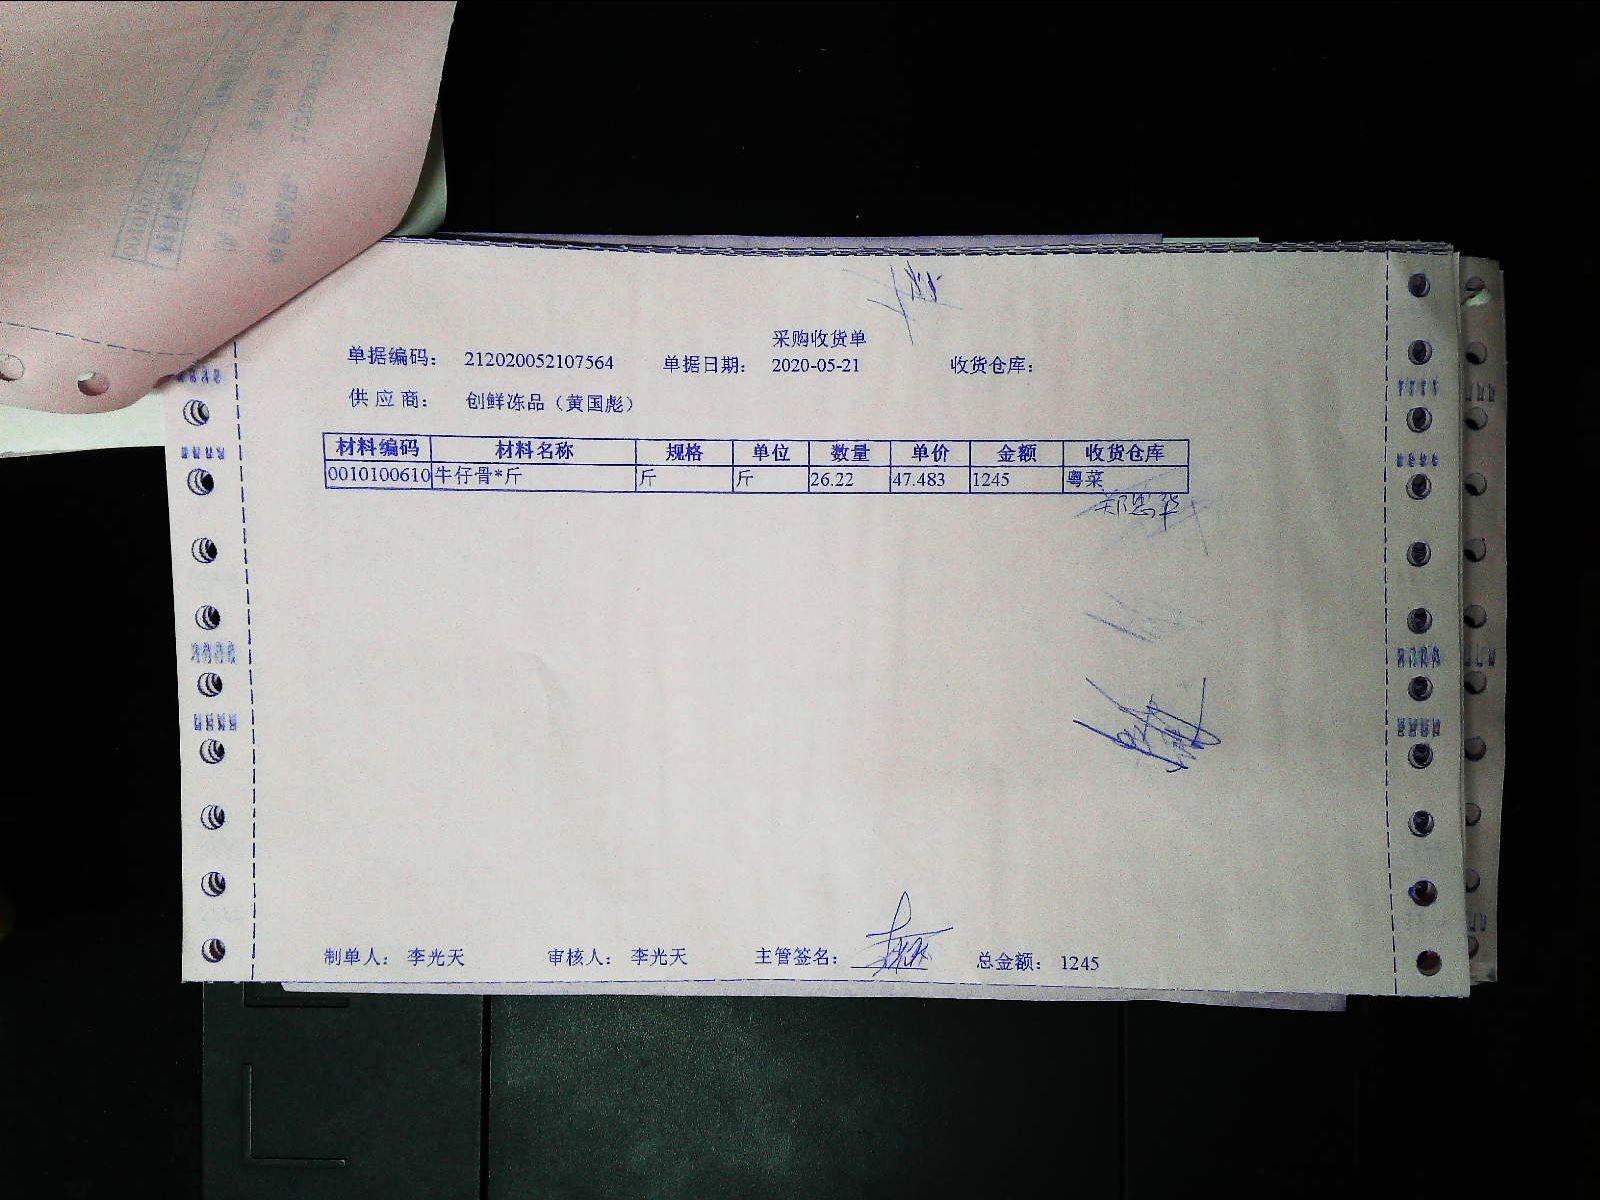 采购收货单
单据编码： 212020052107564 单据日期： 2020-05-21 收货仓库：
供 应 商： 创鲜冻品（黄国彪）
材料编码 材料名称 规格 单位 数量 单价 金额 收货仓库
0010100610 牛仔骨*斤 斤 斤 26.22 47.483 1245 粤菜
制单人： 李光天 审核人： 李光天 主管签名： 总金额： 1245